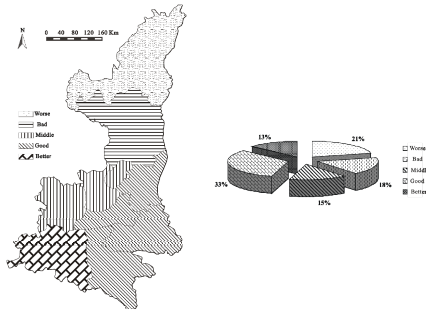 N
0 40 80 120 160 Km
Worse
Bad
Middle
Good
Better
13%
21%
33%
18%
15%
Worse
Bad
Middl
Good
Better